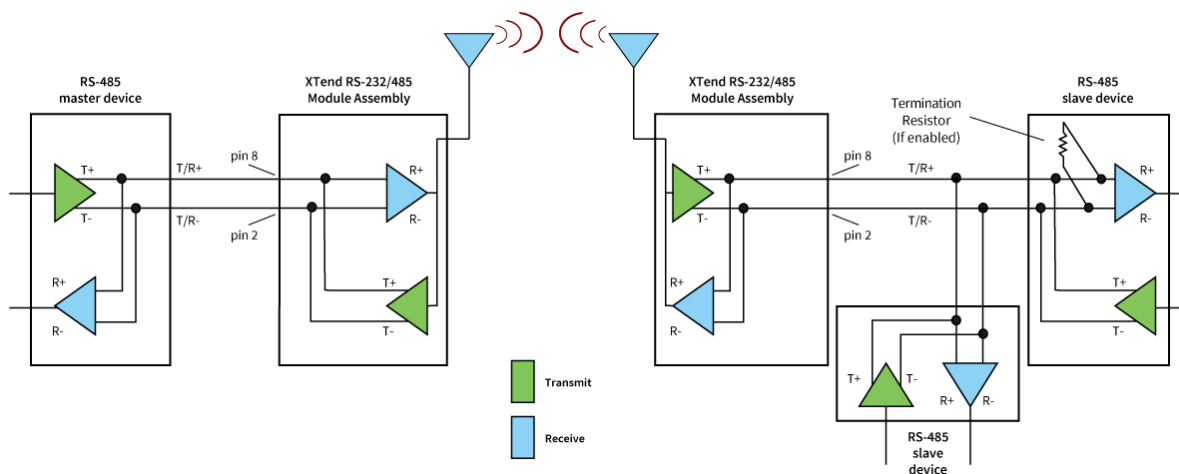 RS-485
master device
XTend RS-232/485
Module Assembly
XTend RS-232/485
Module Assembly
RS-485
slave device
Termination
Resistor
(If enabled)
T+
T-
R+
R-
T/R+
T/R-
pin 8
pin 2
R+
R-
T+
T-
T+
T-
R+
R-
pin 8
pin 2
T/R+
T/R-
R+
R-
T+
T-
T+
T-
R+
R-
RS-485
slave
device
Transmit
Receive